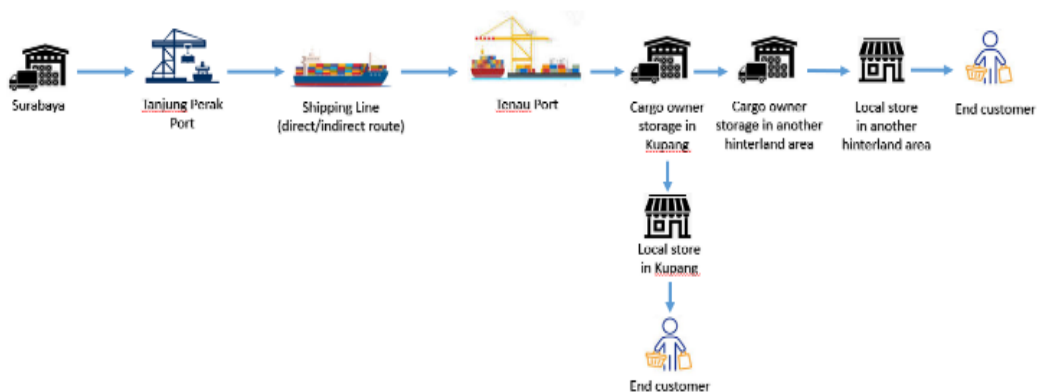 Surabaya
Tanjung Perak
Port
Shipping Line
(direct/indirect route)
Tenau Port
Cargo owner
storage in
Kupang
Cargo owner
storage in another
hinterland area
Local store
in another
hinterland area
End customer
Local store
in Kupang
End customer